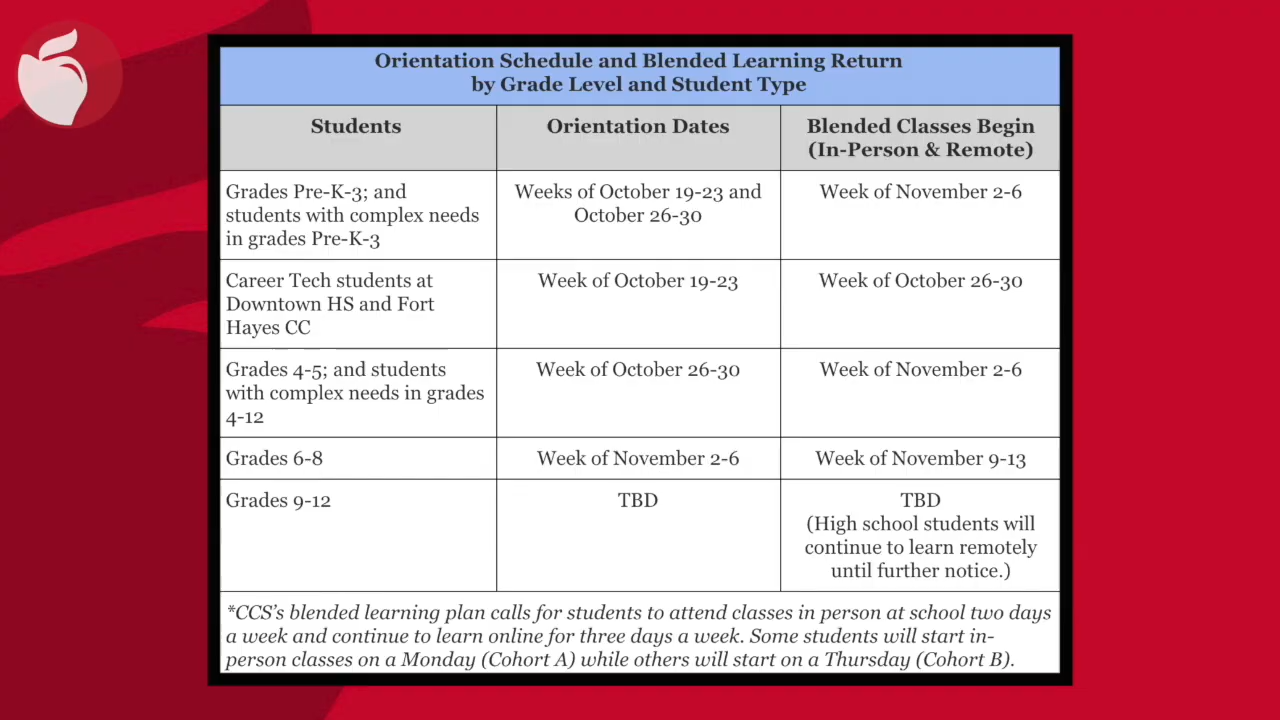 Orientation Schedule and Blended Learning Return
by Grade Level and Student Type
Students
Orientation Dates
Blended Classes Begin
(In-Person & Remote)
Grades Pre-K-3; and
students with complex needs
in grades Pre-K-3
Weeks of October 19-23 and
October 26-30
Week of November 2-6
Career Tech students at
Downtown HS and Fort
Hayes CC
Week of October 19-23
Week of October 26-30
Grades 4-5; and students
with complex needs in grades
4-12
Week of October 26-30
Week of November 2-6
Grades 6-8
Week of November 2-6
Week of November 9-13
Grades 9-12
TBD
TBD
(High school students will
continue to learn remotely
until further notice.)
*CCS's blended learning plan calls for students to attend classes in person at school two days
a week and continue to learn online for three days a week. Some students will start in-
person classes on a Monday (Cohort A) while others will start on a Thursday (Cohort B).